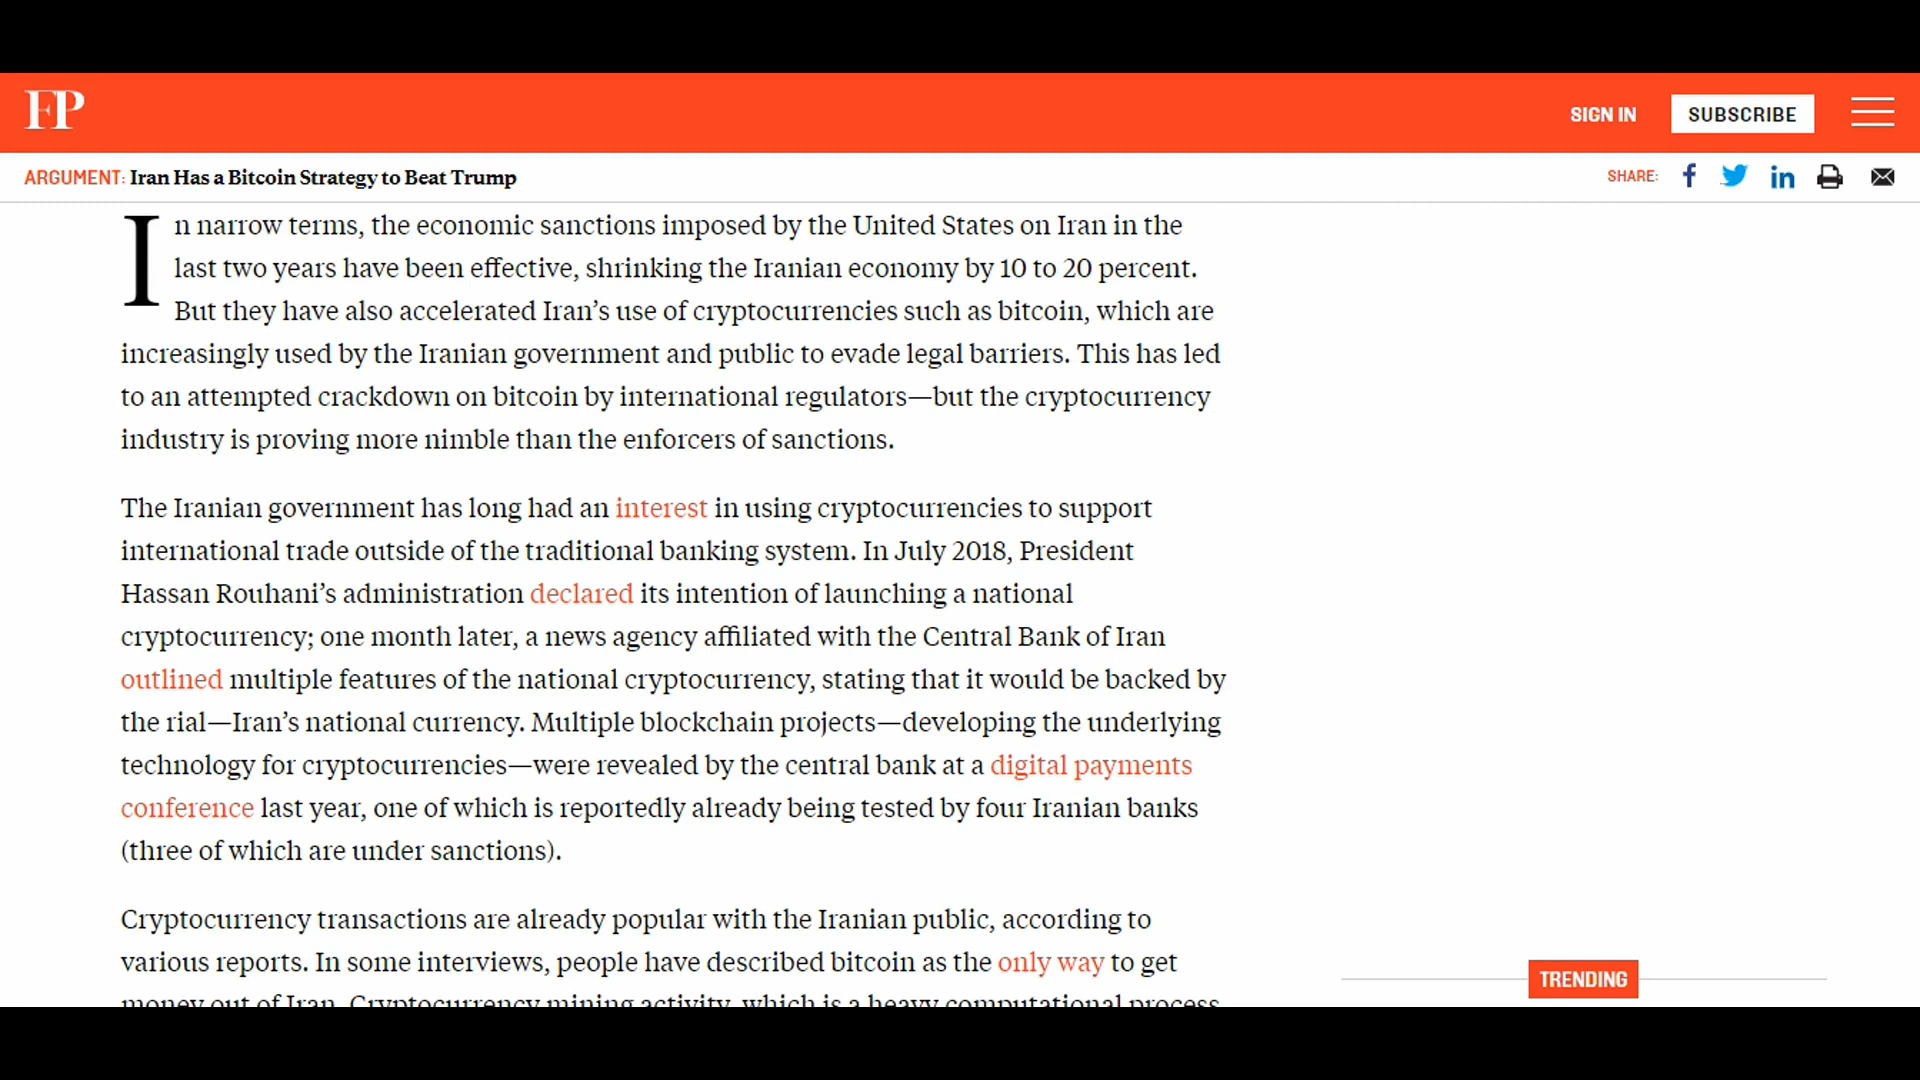 FP
SIGN IN
SUBSCRIBE
ARGUMENT: Iran Has a Bitcoin Strategy to Beat Trump
SHARE:
In narrow terms, the economic sanctions imposed by the United States on Iran in the
last two years have been effective, shrinking the Iranian economy by 10 to 20 percent.
But they have also accelerated Iran’s use of cryptocurrencies such as bitcoin, which are
increasingly used by the Iranian government and public to evade legal barriers. This has led
to an attempted crackdown on bitcoin by international regulators—but the cryptocurrency
industry is proving more nimble than the enforcers of sanctions.
The Iranian government has long had an interest in using cryptocurrencies to support
international trade outside of the traditional banking system. In July 2018, President
Hassan Rouhani’s administration declared its intention of launching a national
cryptocurrency; one month later, a news agency affiliated with the Central Bank of Iran
outlined multiple features of the national cryptocurrency, stating that it would be backed by
the rial—Iran’s national currency. Multiple blockchain projects—developing the underlying
technology for cryptocurrencies—were revealed by the central bank at a digital payments
conference last year, one of which is reportedly already being tested by four Iranian banks
(three of which are under sanctions).
Cryptocurrency transactions are already popular with the Iranian public, according to
various reports. In some interviews, people have described bitcoin as the only way to get
money out of Iran. Cryptocurrency mining activity, which is a heavy computational process
TRENDING